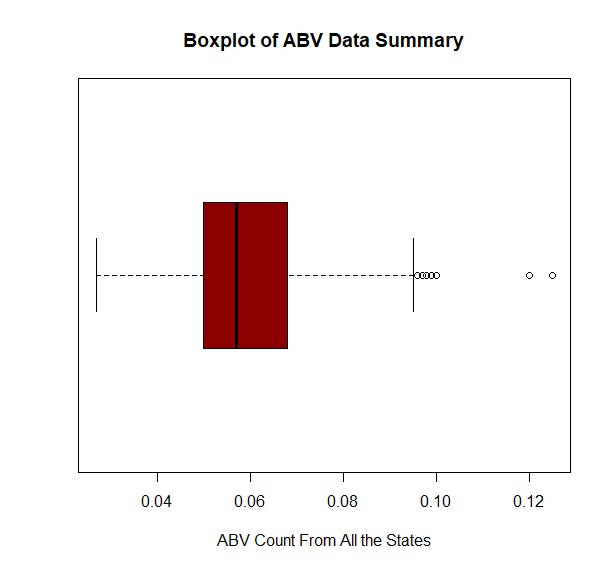 Boxplot of ABV Data Summary
0.04 0.06 0.08 0.10 0.12
ABV Count From All the States